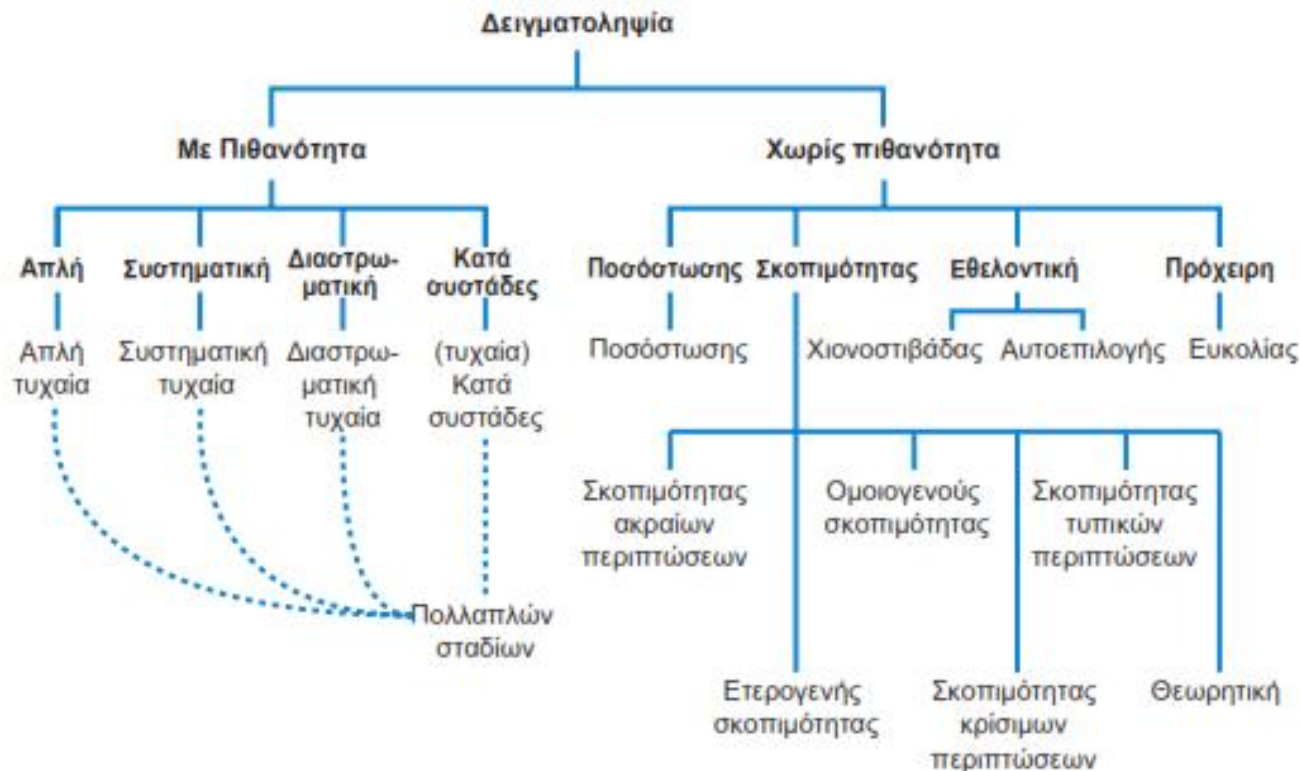 Δειγματοληψία
Με Πιθανότητα
Χωρίς πιθανότητα
Απλή
Συστηματική
Διαστρω-
ματική
Κατά
συστάδες
Ποσόστωσης
Σκοπιμότητας
Εθελοντική
Πρόχειρη
Απλή
τυχαία
Συστηματική
τυχαία
Διαστρω-
ματική
τυχαία
(τυχαία)
Κατά
συστάδες
Ποσόστωσης
Χιονοστιβάδας
Αυτοεπιλογής
Ευκολίας
Σκοπιμότητας
ακραίων
περιπτώσεων
Ομοιογενούς
σκοπιμότητας
Σκοπιμότητας
τυπικών
περιπτώσεων
Πολλαπλών
σταδίων
Ετερογενής
σκοπιμότητας
Σκοπιμότητας
κρίσιμων
περιπτώσεων
Θεωρητική